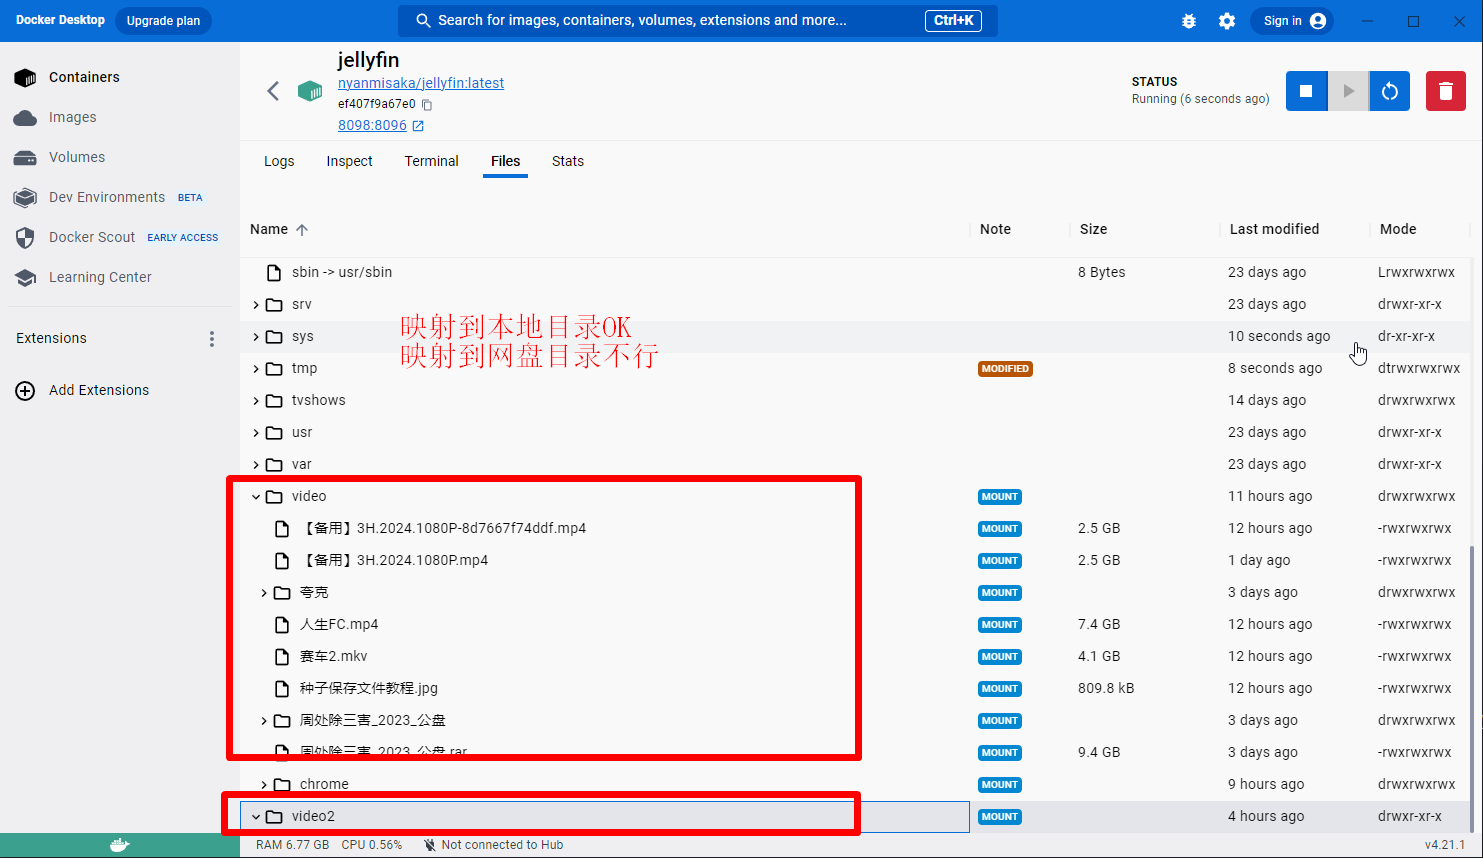 Docker Desktop Upgrade plan Search for images, containers, volumes, extensions and more... Ctrl+K Sign in
Containers
Images
Volumes
Dev Environments BETA
Docker Scout EARLY ACCESS
Learning Center
Extensions
Add Extensions
jellyfin
nyanmisaka/jellyfin:latest
ef407f9a67e0
8098:8096
STATUS
Running (6 seconds ago)
Logs Inspect Terminal Files Stats
Name Note Size Last modified Mode
sbin -> usr/sbin 8 Bytes 23 days ago Lrwxrwxrwx
srv 23 days ago drwxr-xr-x
sys 10 seconds ago dr-xr-xr-x
映射到本地目录OK
映射到网盘目录不行
tmp MODIFIED 8 seconds ago dtrwxrwxrwx
tvshows 14 days ago drwxrwxrwx
usr 23 days ago drwxr-xr-x
var 23 days ago drwxr-xr-x
video MOUNT 11 hours ago drwxrwxrwx
【备用】3H.2024.1080P-8d7667f74ddf.mp4 MOUNT 2.5 GB 12 hours ago -rwxrwxrwx
【备用】3H.2024.1080P.mp4 MOUNT 2.5 GB 1 day ago -rwxrwxrwx
夸克 MOUNT 3 days ago drwxrwxrwx
人生FC.mp4 MOUNT 7.4 GB 12 hours ago -rwxrwxrwx
赛车2.mkv MOUNT 4.1 GB 12 hours ago -rwxrwxrwx
种子保存文件教程.jpg MOUNT 809.8 kB 12 hours ago -rwxrwxrwx
周处除三害_2023_公盘 MOUNT 3 days ago drwxrwxrwx
周处除三害_2023_公盘.rar MOUNT 9.4 GB 3 days ago -rwxrwxrwx
chrome MOUNT 9 hours ago drwxrwxrwx
video2 MOUNT 4 hours ago drwxr-xr-x
RAM 6.77 GB CPU 0.56% Not connected to Hub v4.21.1